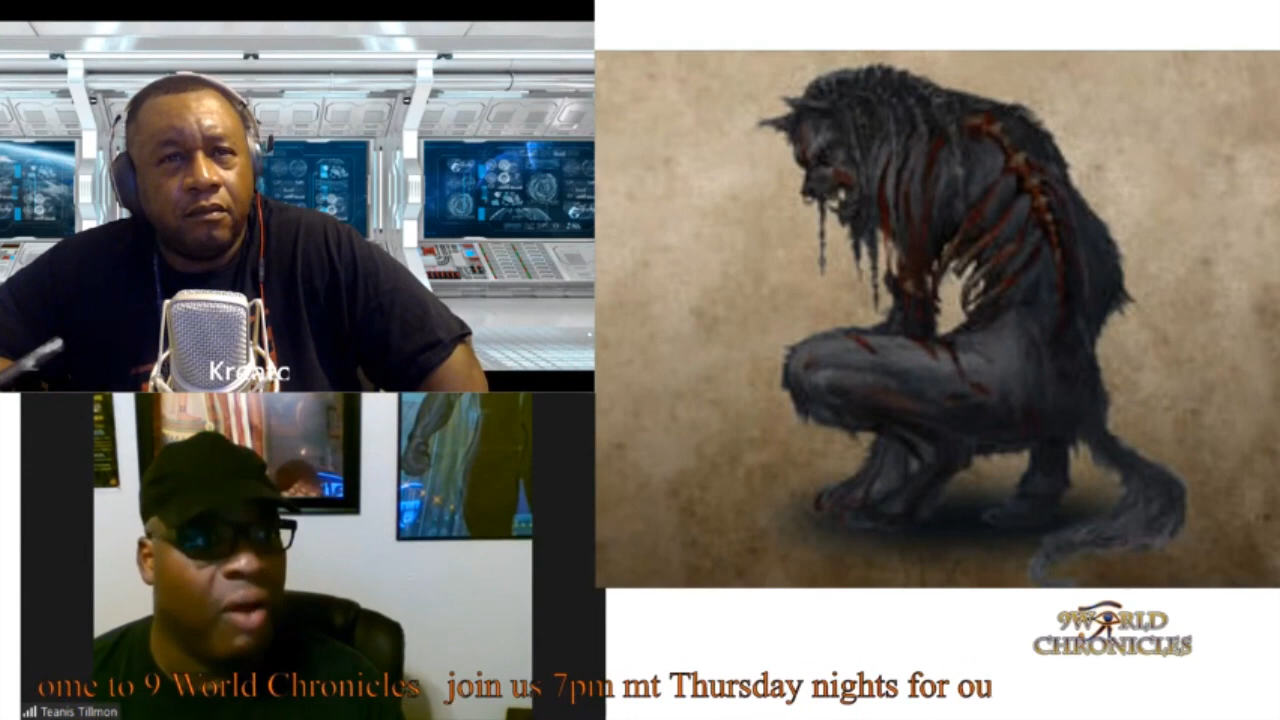 Kreatc
9WORLD
CHRONICLES
ome to 9 World Chronicles join us 7pm mt Thursday nights for ou
Teanis Tillmon